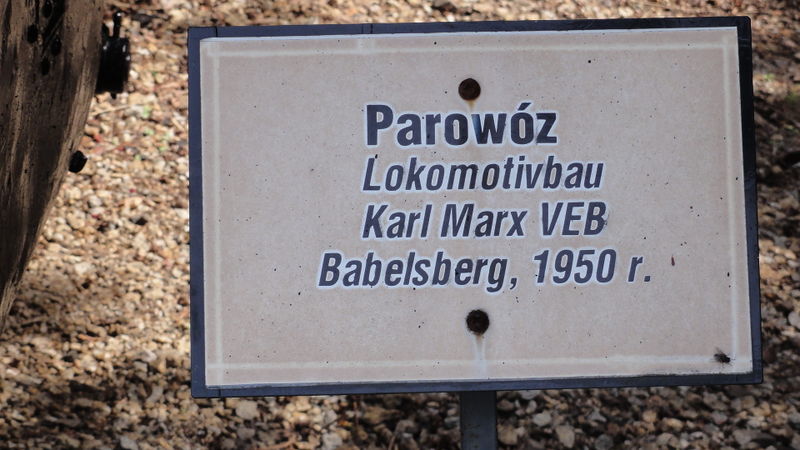 Parowóz
Lokomotivbau
Karl Marx VEB
Babelsberg, 1950 r.